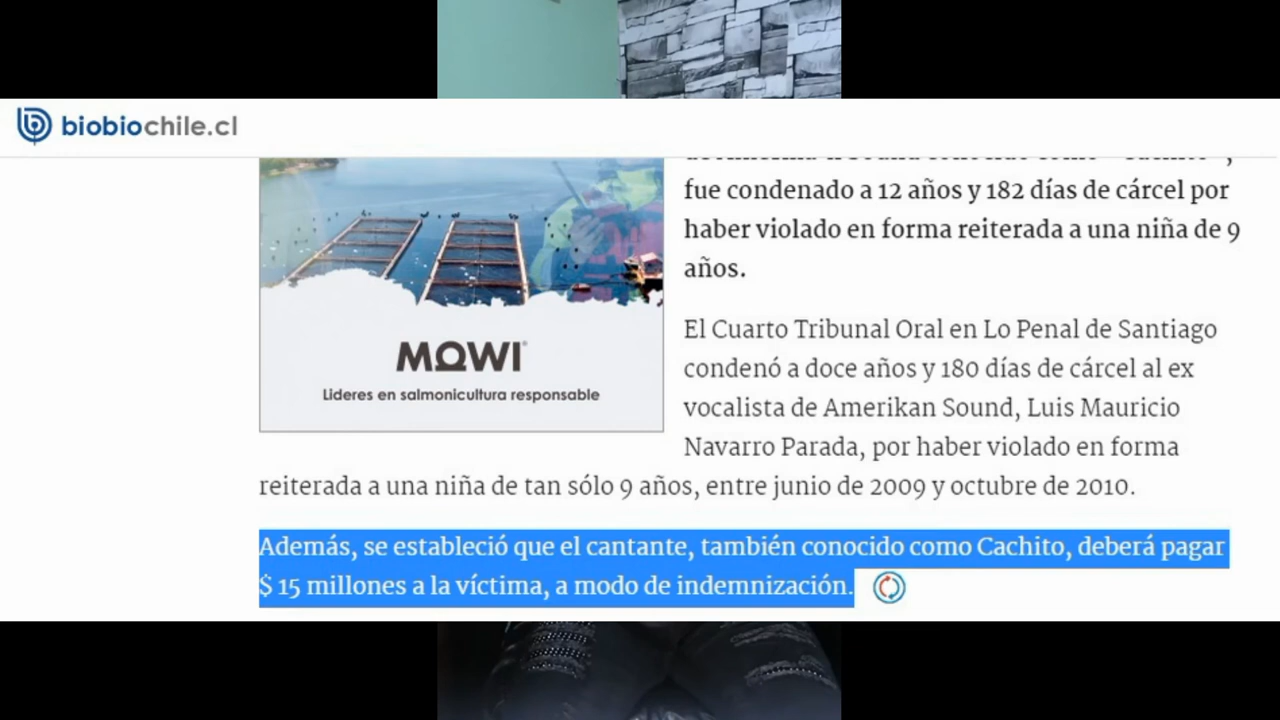 biobiochile.cl
fue condenado a 12 años y 182 días de cárcel por
haber violado en forma reiterada a una niña de 9
años.
MOWI®
Lideres en salmonicultura responsable
El Cuarto Tribunal Oral en Lo Penal de Santiago
condenó a doce años y 180 días de cárcel al ex
vocalista de Amerikan Sound, Luis Mauricio
Navarro Parada, por haber violado en forma
reiterada a una niña de tan sólo 9 años, entre junio de 2009 y octubre de 2010.
Además, se estableció que el cantante, también conocido como Cachito, deberá pagar
$ 15 millones a la víctima, a modo de indemnización.